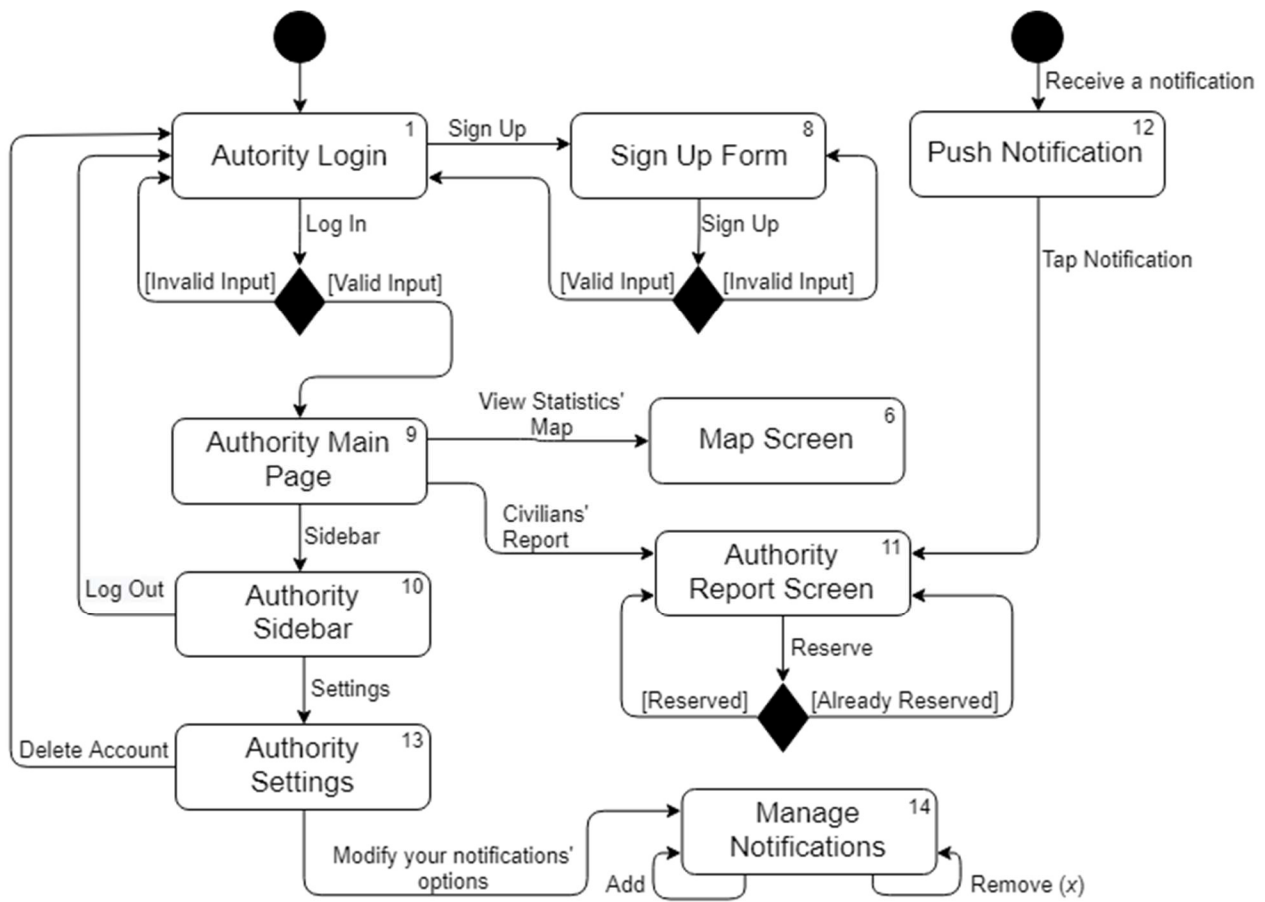 Receive a notification
1
Autority Login
Sign Up
8
Sign Up Form
12
Push Notification
Log In
Sign Up
Tap Notification
[Invalid Input]
[Valid Input]
[Valid Input]
[Invalid Input]
View Statistics'
Map
9
Authority Main
Page
6
Map Screen
Civilians'
Report
Sidebar
11
Authority
Report Screen
Log Out
10
Authority
Sidebar
Reserve
Settings
[Reserved]
[Already Reserved]
Delete Account
13
Authority
Settings
14
Manage
Notifications
Modify your notifications'
options
Add
Remove (x)